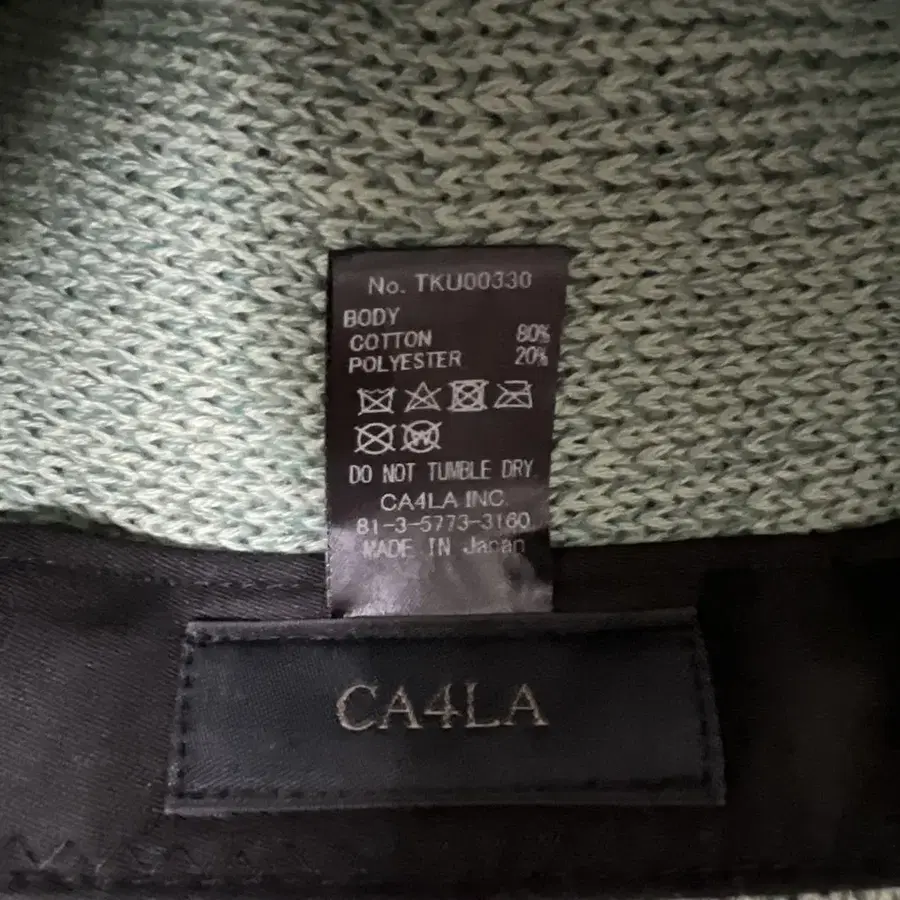 No. TKU00330
BODY
COTTON 80%
POLYESTER 20%
W
DO NOT TUMBLE DRY.
CA4LA INC.
81-3-5773-3160
MADE IN Japan
CA4LA